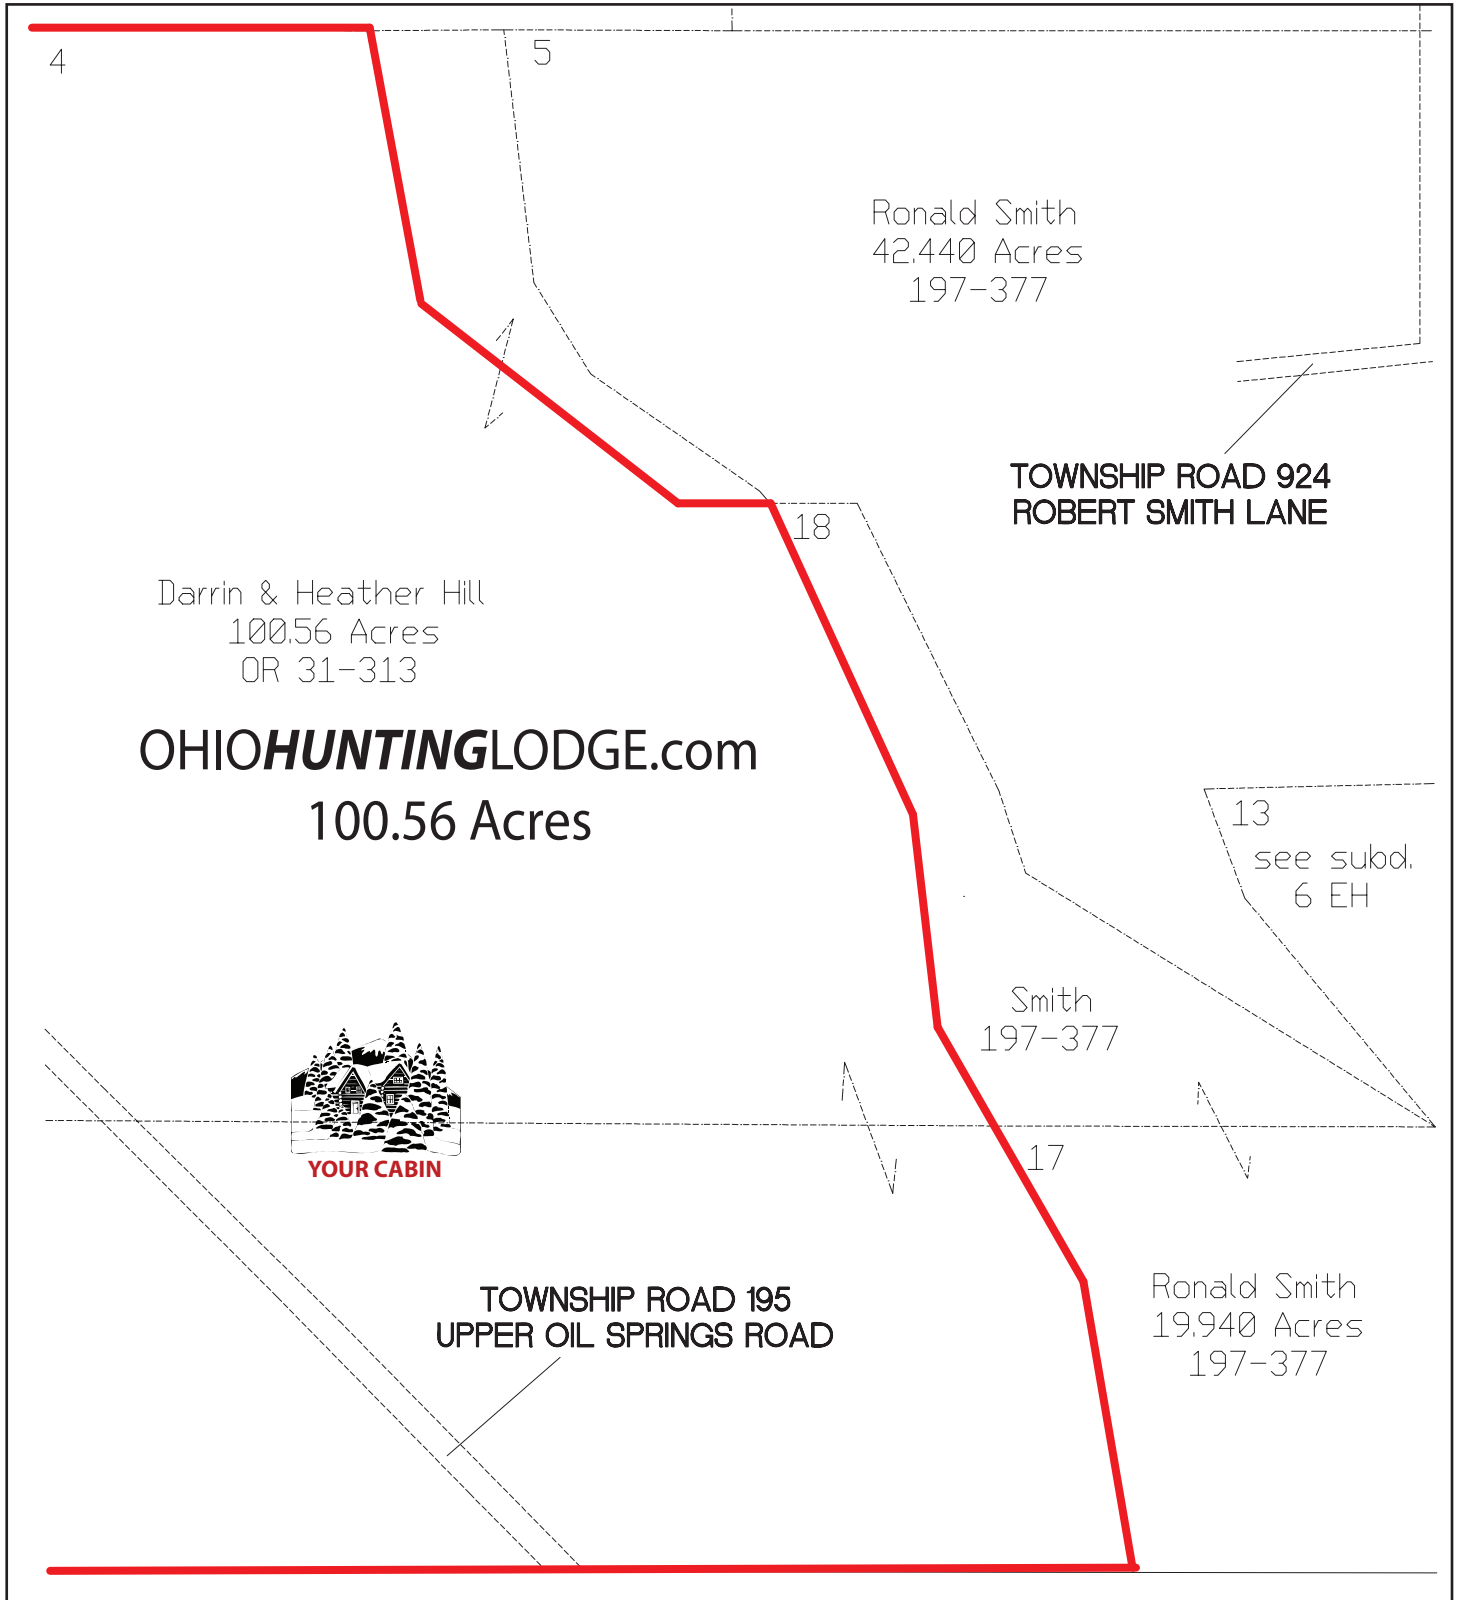 4
5
Ronald Smith
42.440 Acres
197-377
TOWNSHIP ROAD 924
ROBERT SMITH LANE
18
Darrin & Heather Hill
100.56 Acres
OR 31-313
OHIOHUNTINGLODGE.com
100.56 Acres
13
see subd.
6 EH
Smith
197-377
YOUR CABIN
17
TOWNSHIP ROAD 195
UPPER OIL SPRINGS ROAD
Ronald Smith
19.940 Acres
197-377